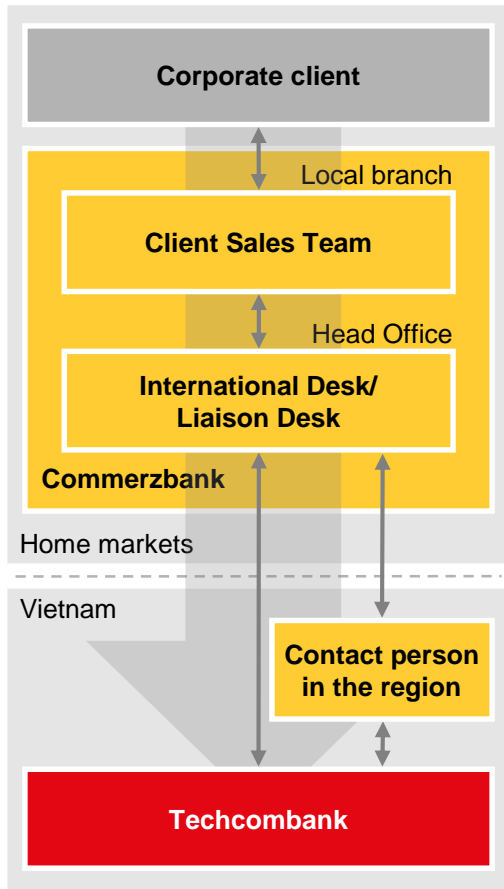 Corporate client
Local branch
Client Sales Team
Head Office
International Desk/
Liaison Desk
Commerzbank
Home markets
Vietnam
Contact person
in the region
Techcombank